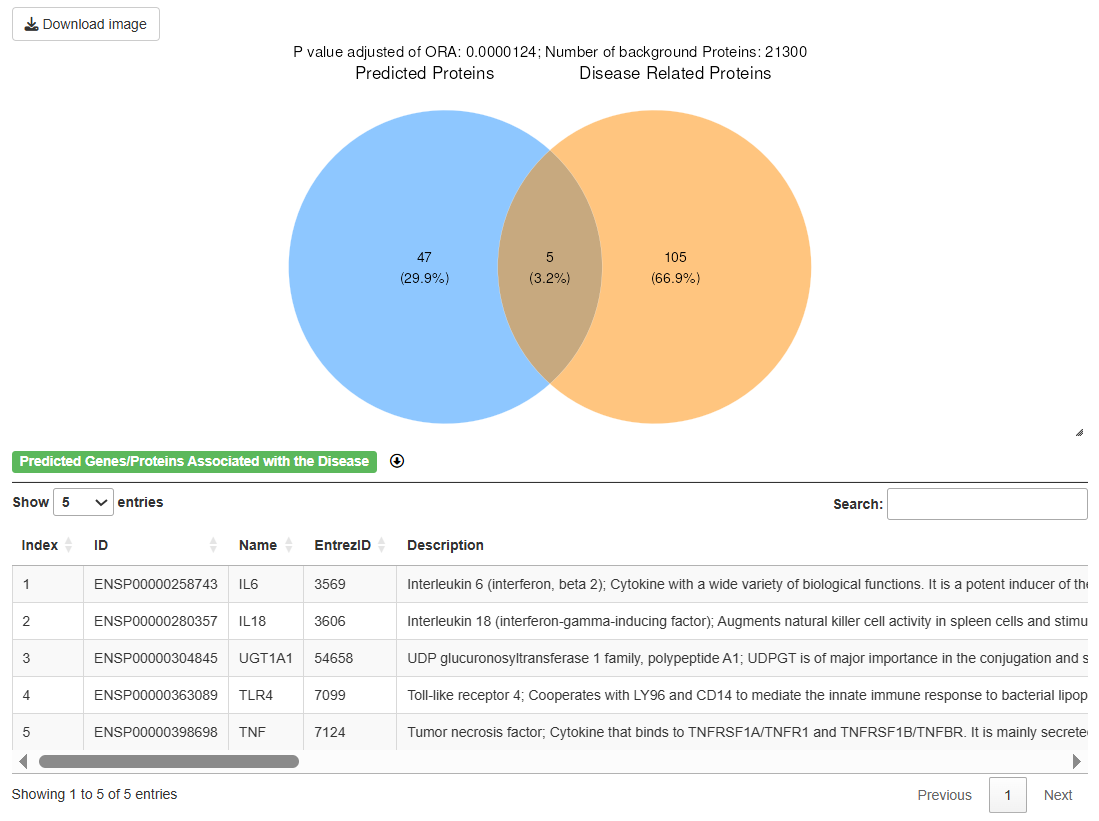 Download image
P value adjusted of ORA: 0.0000124; Number of background Proteins: 21300
Predicted Proteins Disease Related Proteins
47 5 105
(29.9%) (3.2%) (66.9%)
Predicted Genes/Proteins Associated with the Disease
Show 5 entries Search:
Index ID Name EntrezID Description
1 ENSP00000258743 IL6 3569 Interleukin 6 (interferon, beta 2); Cytokine with a wide variety of biological functions. It is a potent inducer of the
2 ENSP00000280357 IL18 3606 Interleukin 18 (interferon-gamma-inducing factor); Augments natural killer cell activity in spleen cells and stimu
3 ENSP00000304845 UGT1A1 54658 UDP glucuronosyltransferase 1 family, polypeptide A1; UDPGT is of major importance in the conjugation and s
4 ENSP00000363089 TLR4 7099 Toll-like receptor 4; Cooperates with LY96 and CD14 to mediate the innate immune response to bacterial lipop
5 ENSP00000398698 TNF 7124 Tumor necrosis factor; Cytokine that binds to TNFRSF1A/TNFR1 and TNFRSF1B/TNFBR. It is mainly secrete
Showing 1 to 5 of 5 entries Previous 1 Next